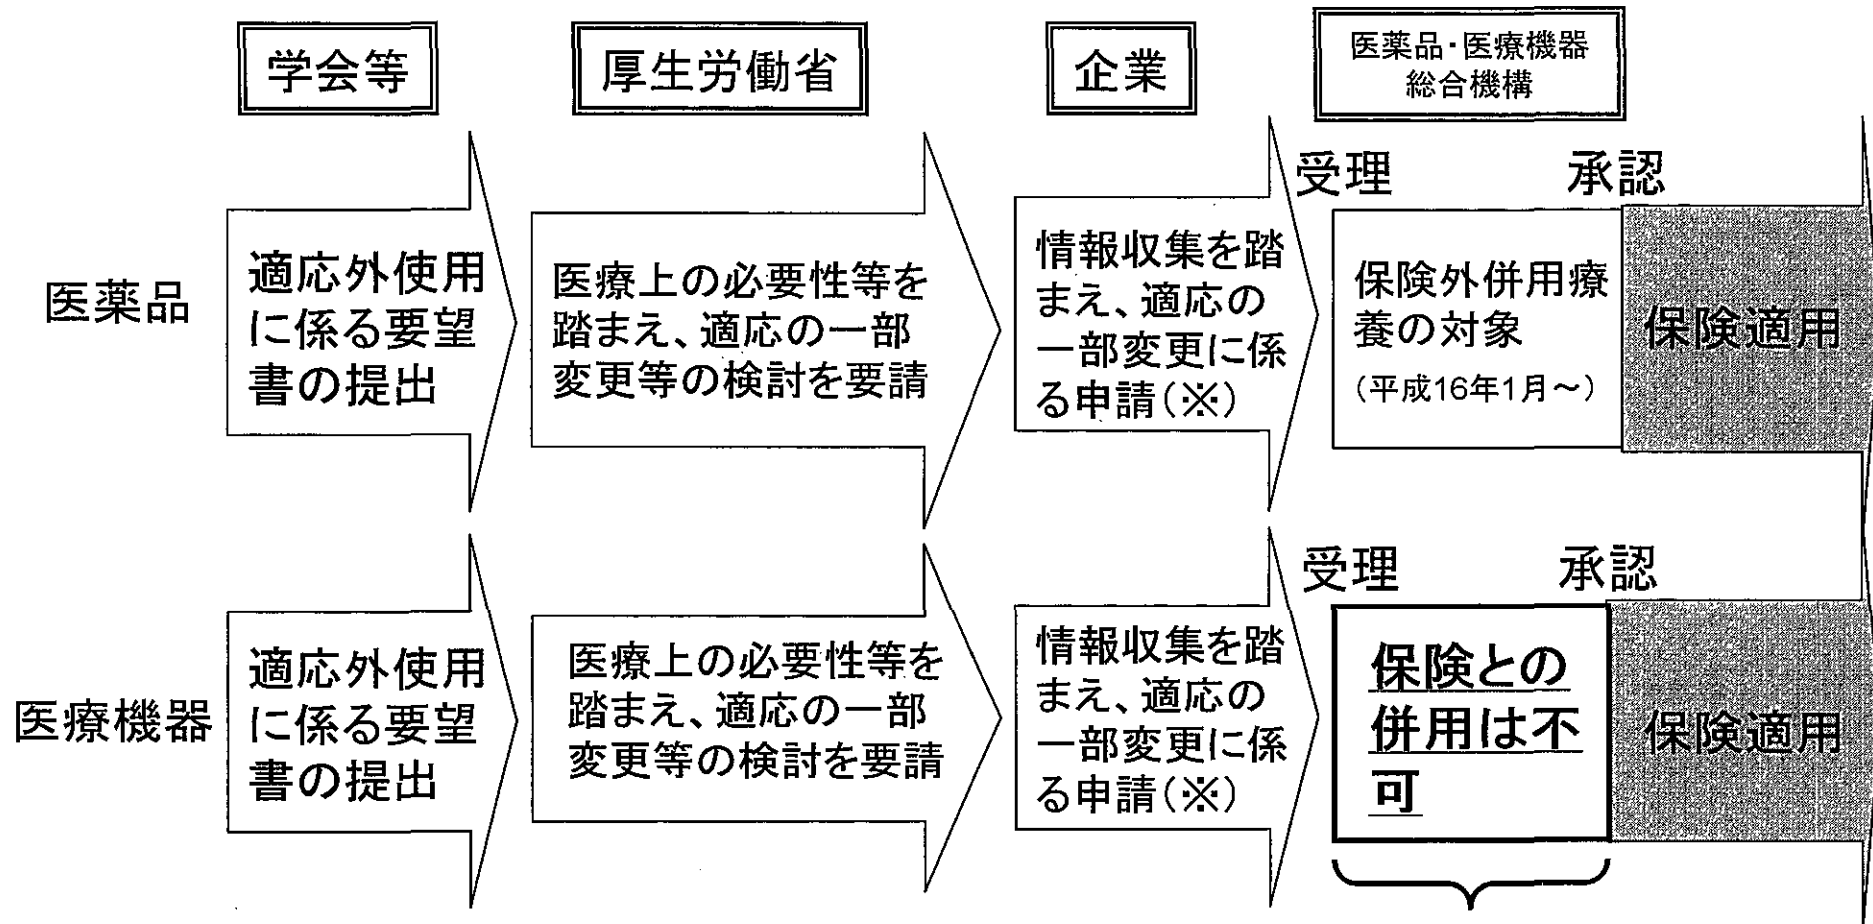 学会等
厚生労働省
企業
医薬品・医療機器
総合機構
医薬品
適応外使用
に係る要望
書の提出
医療上の必要性等を
踏まえ、適応の一部
変更等の検討を要請
情報収集を踏
まえ、適応の
一部変更に係
る申請(※)
受理
承認
保険外併用療
養の対象
(平成16年1月～)
保険適用
医療機器
適応外使用
に係る要望
書の提出
医療上の必要性等を
踏まえ、適応の一部
変更等の検討を要請
情報収集を踏
まえ、適応の
一部変更に係
る申請(※)
受理
承認
保険との
併用は不
可
保険適用